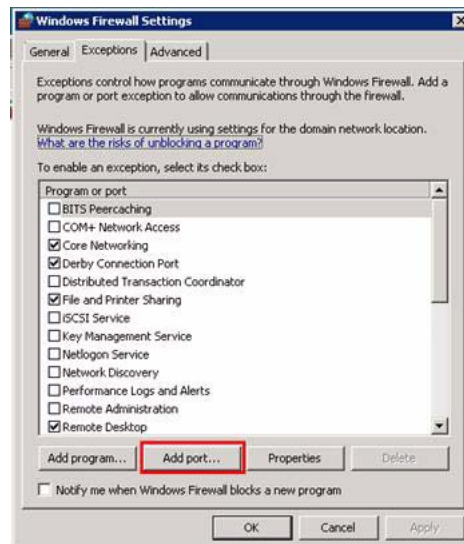 Windows Firewall Settings
General Exceptions Advanced
Exceptions control how programs communicate through Windows Firewall. Add a
program or port exception to allow communications through the firewall.
Windows Firewall is currently using settings for the domain network location.
What are the risks of unblocking a program?
To enable an exception, select its check box:
Program or port
BITS Peercaching
COM+ Network Access
Core Networking
Derby Connection Port
Distributed Transaction Coordinator
File and Printer Sharing
iSCSI Service
Key Management Service
Netlogon Service
Network Discovery
Performance Logs and Alerts
Remote Administration
Remote Desktop
Add program... Add port... Properties Delete
Notify me when Windows Firewall blocks a new program
OK Cancel Apply